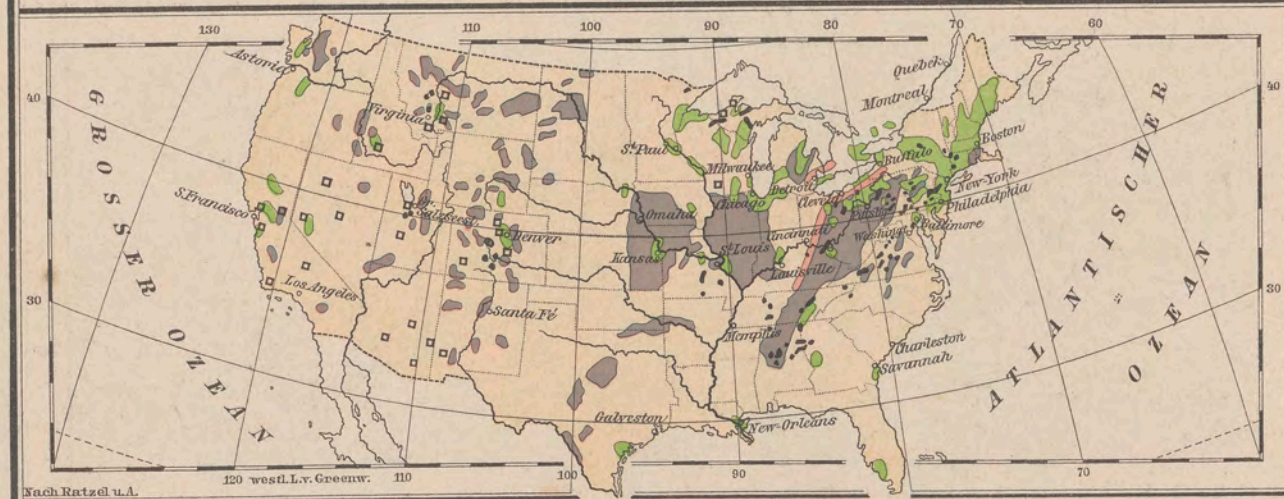 130
110
100
90
80
70
60
40
40
30
30
GROSSER OZEAN
ATLANTISCHER OZEAN
Astoria
Virginia
St. Paul
Milwaukee
Chicago
Detroit
Quebek
Montreal
Boston
Buffalo
New-York
Philadelphia
Baltimore
Cincinnati
Louisville
St. Louis
Omaha
Kansas
Denver
Gr. Salzsee
S. Francisco
Los Angeles
Santa Fé
Memphis
Charleston
Savannah
Galveston
New-Orleans
120 westl. L. v. Greenw.
110
100
90
70
Nach Ratzel u. A.